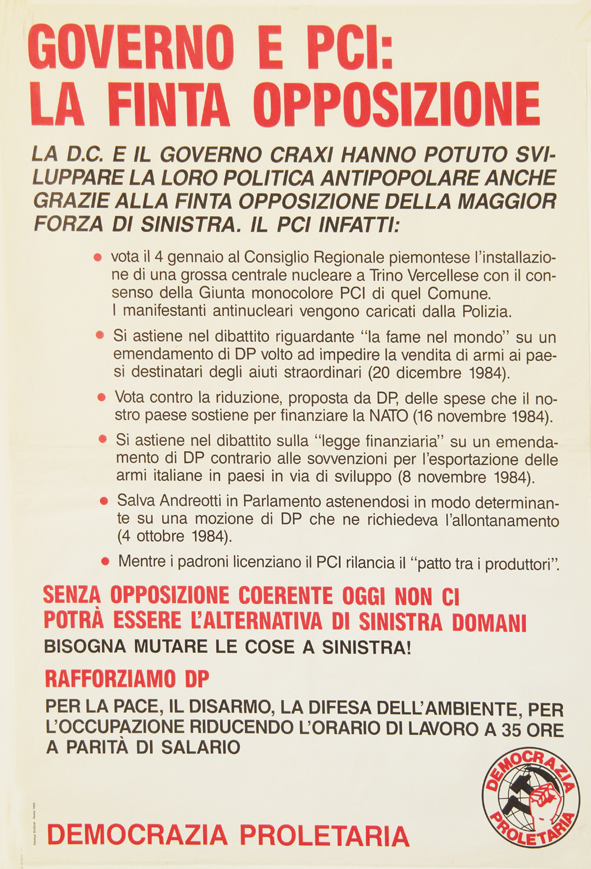 GOVERNO E PCI:
LA FINTA OPPOSIZIONE
LA D.C. E IL GOVERNO CRAXI HANNO POTUTO SVI-
LUPPARE LA LORO POLITICA ANTIPOPOLARE ANCHE
GRAZIE ALLA FINTA OPPOSIZIONE DELLA MAGGIOR
FORZA DI SINISTRA. IL PCI INFATTI:
• vota il 4 gennaio al Consiglio Regionale piemontese l'installazio-
ne di una grossa centrale nucleare a Trino Vercellese con il con-
senso della Giunta monocolore PCI di quel Comune.
I manifestanti antinucleari vengono caricati dalla Polizia.
• Si astiene nel dibattito riguardante "la fame nel mondo" su un
emendamento di DP volto ad impedire la vendita di armi ai pae-
si destinatari degli aiuti straordinari (20 dicembre 1984).
• Vota contro la riduzione, proposta da DP, delle spese che il no-
stro paese sostiene per finanziare la NATO (16 novembre 1984).
• Si astiene nel dibattito sulla "legge finanziaria" su un emenda-
mento di DP contrario alle sovvenzioni per l'esportazione delle
armi italiane in paesi in via di sviluppo (8 novembre 1984).
• Salva Andreotti in Parlamento astenendosi in modo determinan-
te su una mozione di DP che ne richiedeva l'allontanamento
(4 ottobre 1984).
• Mentre i padroni licenziano il PCI rilancia il "patto tra i produttori".
SENZA OPPOSIZIONE COERENTE OGGI NON CI
POTRÀ ESSERE L'ALTERNATIVA DI SINISTRA DOMANI
BISOGNA MUTARE LE COSE A SINISTRA!
RAFFORZIAMO DP
PER LA PACE, IL DISARMO, LA DIFESA DELL'AMBIENTE, PER
L'OCCUPAZIONE RIDUCENDO L'ORARIO DI LAVORO A 35 ORE
A PARITÀ DI SALARIO
DEMOCRAZIA
PROLETARIA
DEMOCRAZIA PROLETARIA